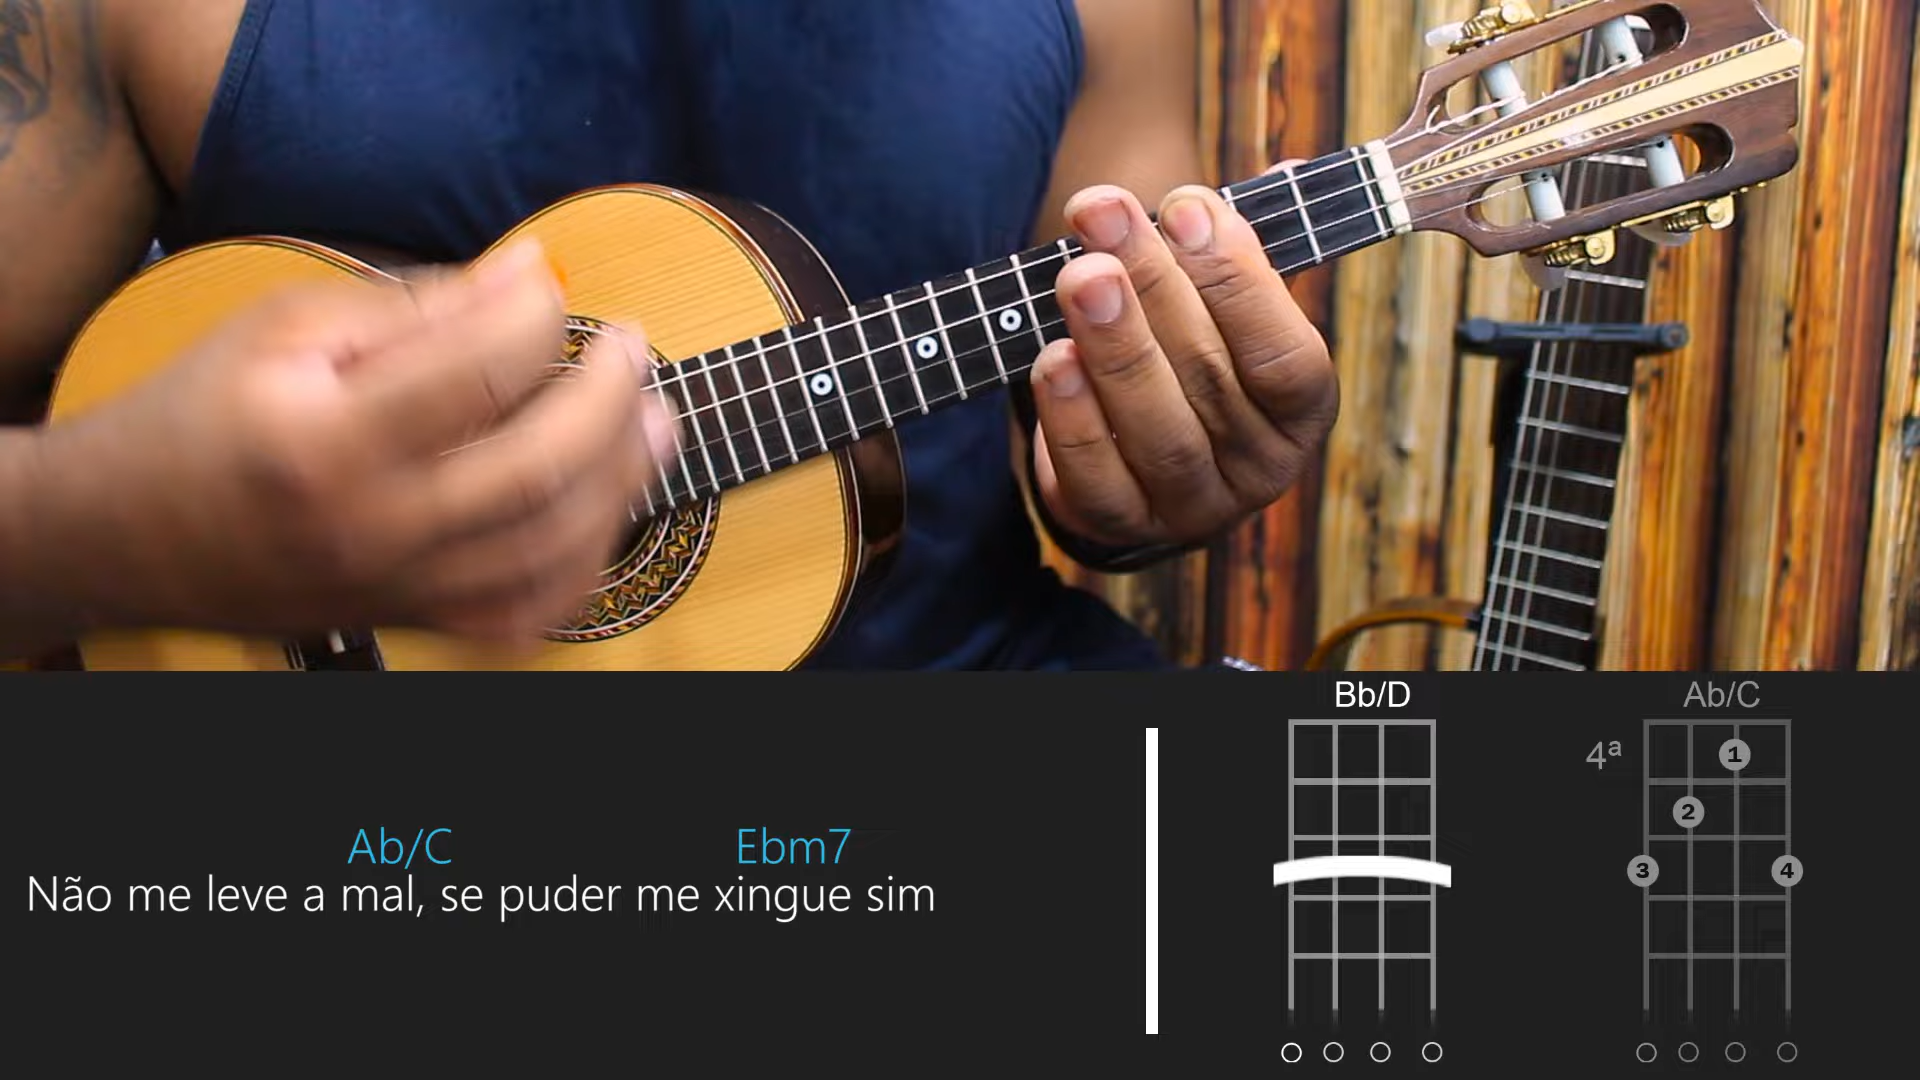 Bb/D
Ab/C
4ª
1
2
3
4
Ab/C
Ebm7
Não me leve a mal, se puder me xingue sim